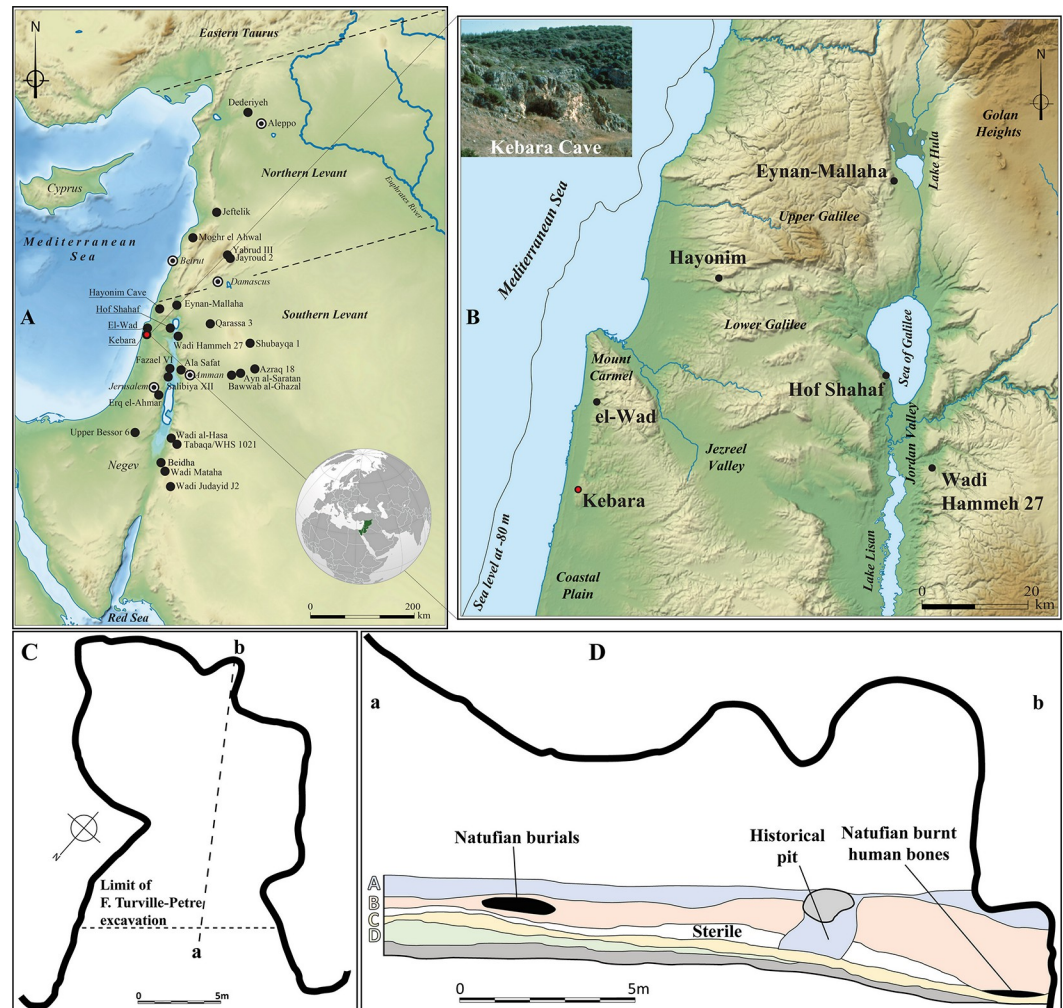 N
Eastern Taurus
Dederiyeh
Aleppo
Northern Levant
Cyprus
Euphrates River
Jeftelik
Mediterranean
Sea
Moghr el Ahwal
Yabrud III
Jayroud 2
Beirut
Damascus
A
Hayonim Cave
Eynan-Mallaha
Hof Shahaf
Southern Levant
Qarassa 3
El-Wad
Kebara
Wadi Hammeh 27
Shubayqa 1
Fazael VI
Ala Safat
Azraq 18
Amman
Ayn al-Saratan
Jerusalem
Salibiya XII
Bawwab al-Ghazal
Erq el-Ahmar
Upper Bessor 6
Wadi al-Hasa
Tabaqa/WHS 1021
Negev
Beidha
Wadi Mataha
Wadi Judayid J2
Red Sea
0
200
km
Kebara Cave
N
Golan
Heights
Lake Hula
Eynan-Mallaha
Mediterranean Sea
Upper Galilee
Hayonim
B
Lower Galilee
Sea of Galilee
Mount
Carmel
Hof Shahaf
el-Wad
Jordan Valley
Jezreel
Valley
Wadi
Hammeh 27
Kebara
Sea level at -80 m
Lake Lisan
Coastal
Plain
0
20
km
C
b
N
Limit of
F. Turville-Petre
excavation
a
0
5m
D
a
b
Natufian burials
Historical
pit
Natufian burnt
human bones
A
B
C
D
Sterile
0
5m